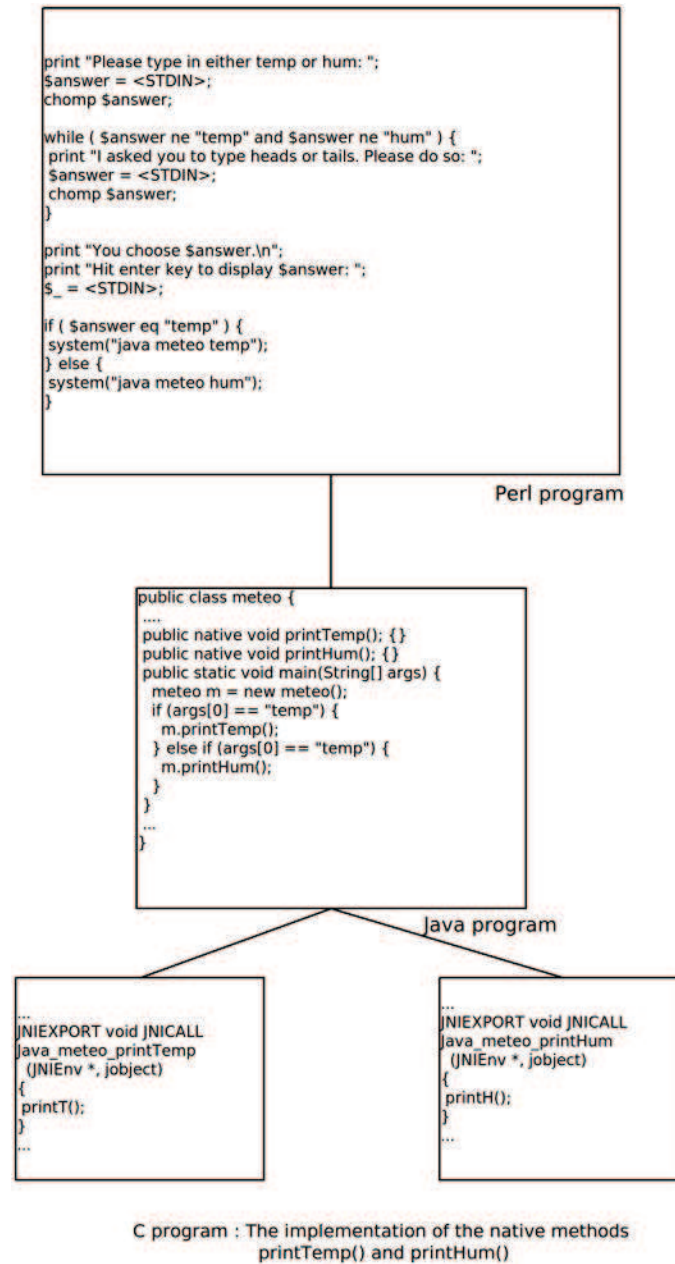 print "Please type in either temp or hum: ";
$answer = <STDIN>;
chomp $answer;
while ( $answer ne "temp" and $answer ne "hum" ) {
print "I asked you to type heads or tails. Please do so: ";
$answer = <STDIN>;
chomp $answer;
}
print "You choose $answer.\n";
print "Hit enter key to display $answer: ";
$_ = <STDIN>;
if ( $answer eq "temp" ) {
system("java meteo temp");
} else {
system("java meteo hum");
}
Perl program
public class meteo {
....
public native void printTemp(); {}
public native void printHum(); {}
public static void main(String[] args) {
meteo m = new meteo();
if (args[0] == "temp") {
m.printTemp();
} else if (args[0] == "temp") {
m.printHum();
}
}
...
}
Java program
...
JNIEXPORT void JNICALL
Java_meteo_printTemp
(JNIEnv *, jobject)
{
printT();
}
...
...
JNIEXPORT void JNICALL
Java_meteo_printHum
(JNIEnv *, jobject)
{
printH();
}
...
C program : The implementation of the native methods
printTemp() and printHum()